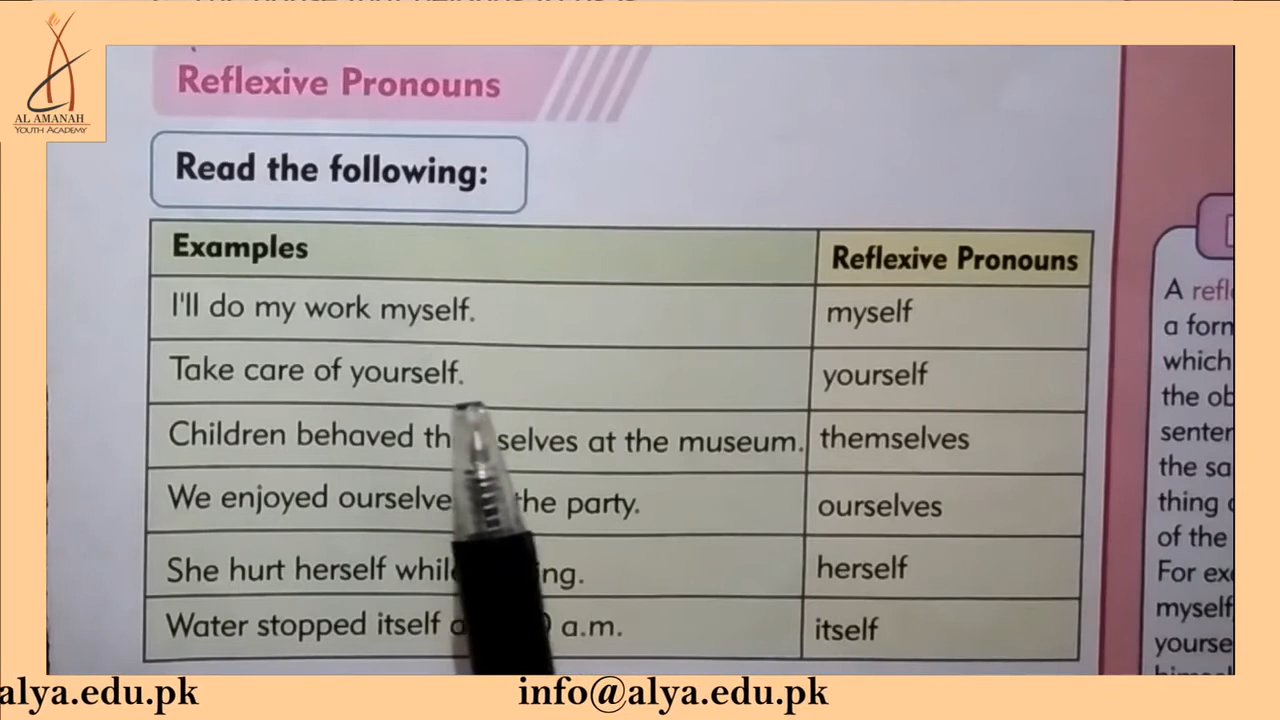 AL AMANAH
YOUTH ACADEMY
Reflexive Pronouns
Read the following:
Examples
Reflexive Pronouns
I'll do my work myself.
myself
Take care of yourself.
yourself
Children behaved th selves at the museum.
themselves
We enjoyed ourselve the party.
ourselves
She hurt herself whil ng.
herself
Water stopped itself a.m.
itself
A refl
a forn
which
the ob
senter
the sa
thing
of the
For ex
myself
yourse
alya.edu.pk
info@alya.edu.pk